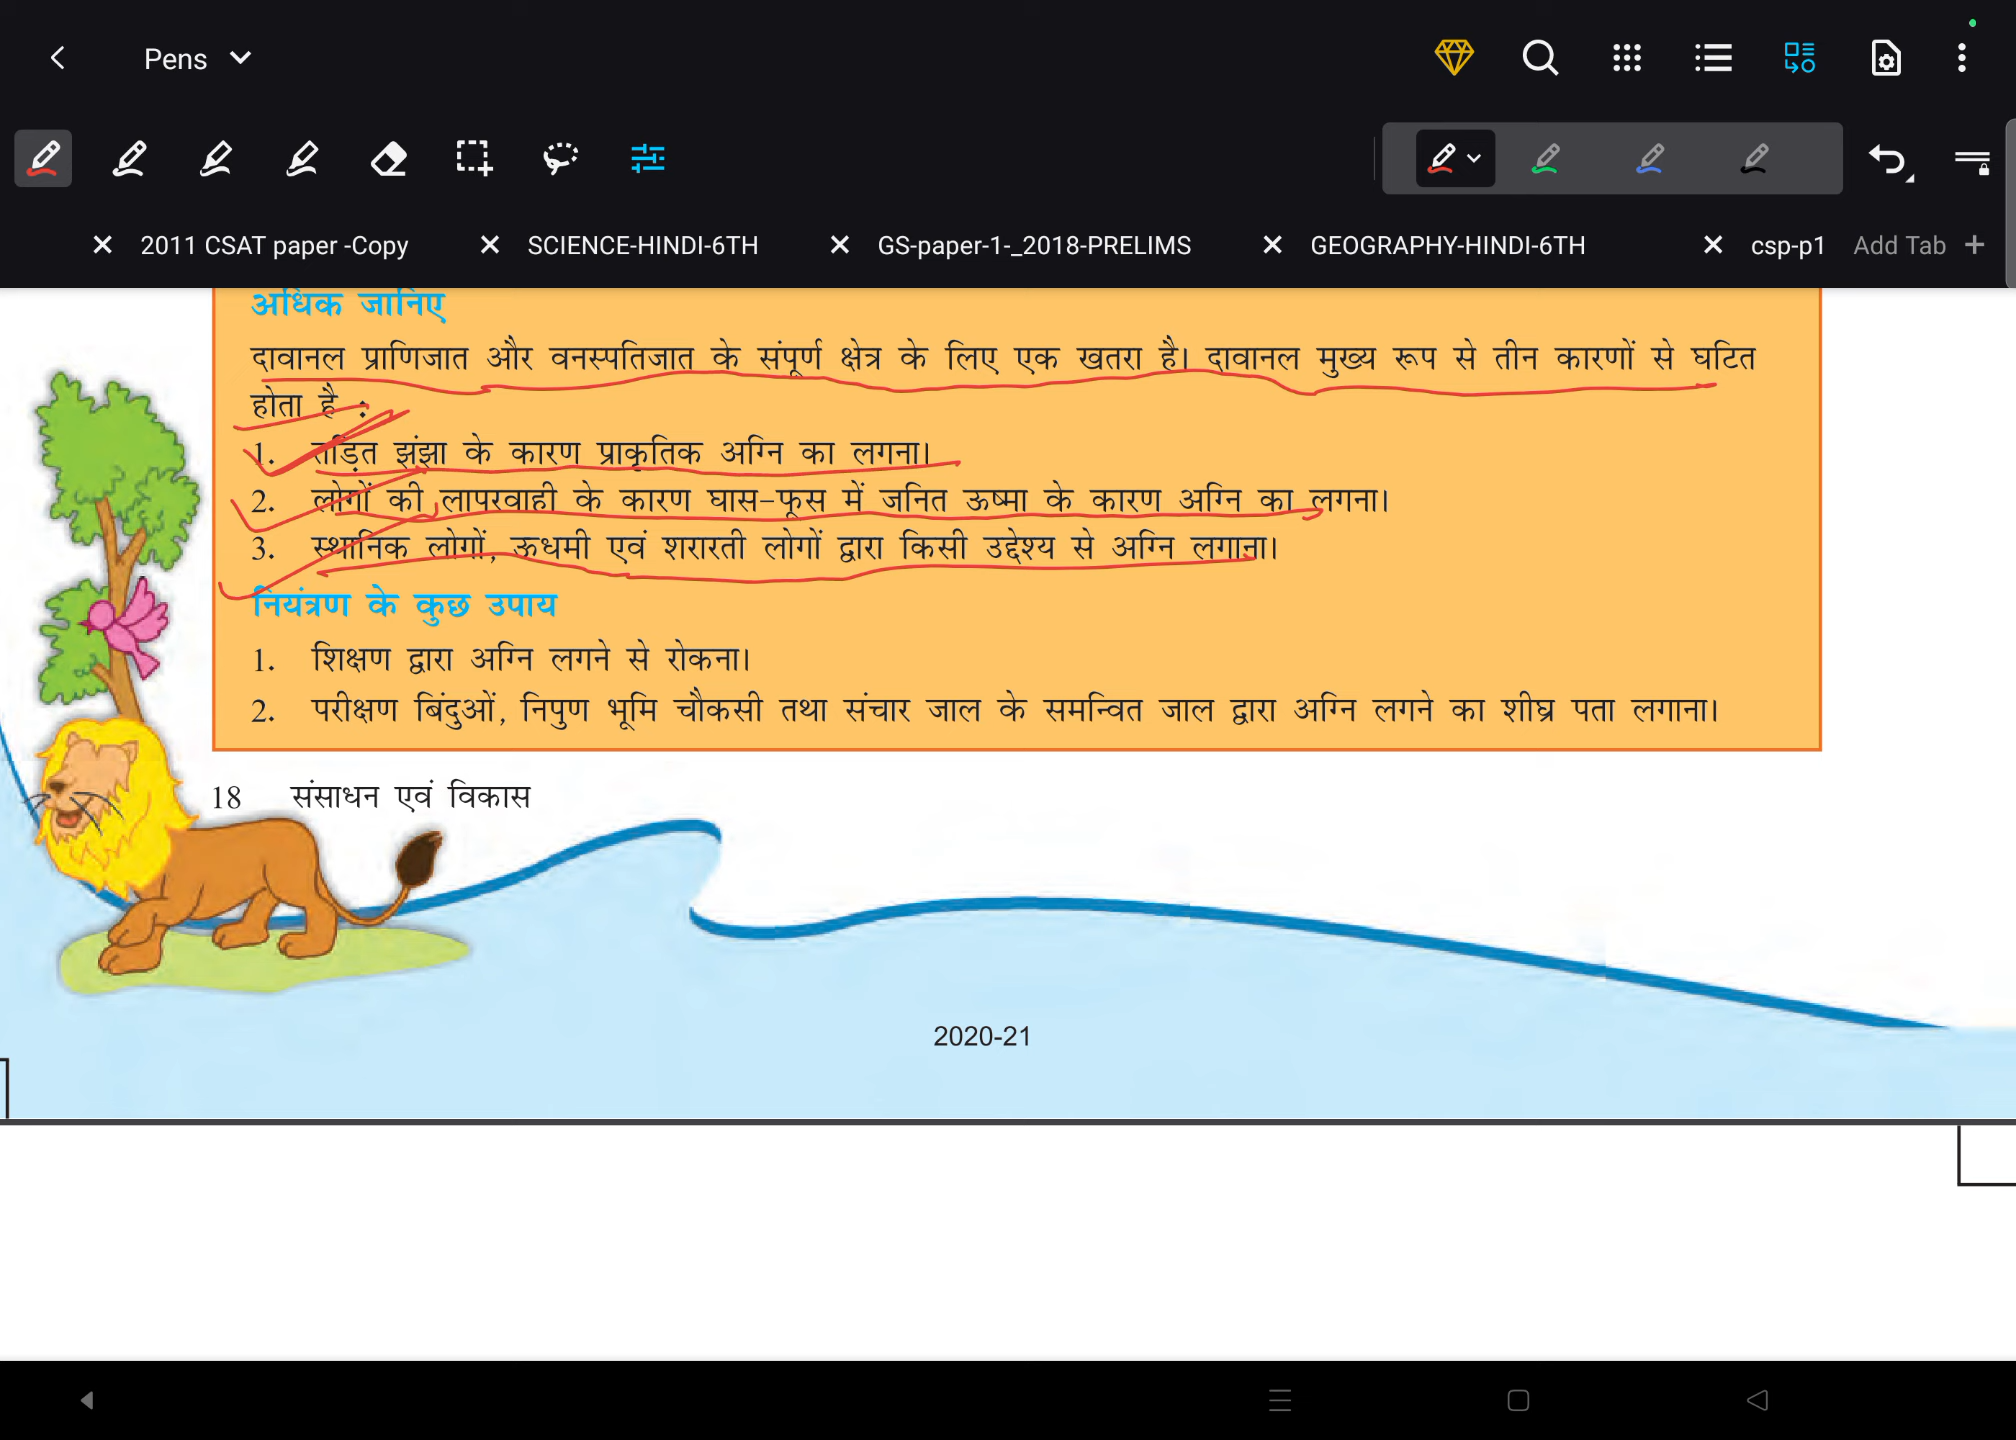 Pens
2011 CSAT paper -Copy
SCIENCE-HINDI-6TH
GS-paper-1-_2018-PRELIMS
GEOGRAPHY-HINDI-6TH
csp-p1
Add Tab
अधिक जानिए
दावानल प्राणिजात और वनस्पतिजात के संपूर्ण क्षेत्र के लिए एक खतरा है। दावानल मुख्य रूप से तीन कारणों से घटित
होता है :
1. तड़ित झंझा के कारण प्राकृतिक अग्नि का लगना।
2. लोगों की लापरवाही के कारण घास-फूस में जनित ऊष्मा के कारण अग्नि का लगना।
3. स्थानिक लोगों, ऊधमी एवं शरारती लोगों द्वारा किसी उद्देश्य से अग्नि लगाना।
नियंत्रण के कुछ उपाय
1. शिक्षण द्वारा अग्नि लगने से रोकना।
2. परीक्षण बिंदुओं, निपुण भूमि चौकसी तथा संचार जाल के समन्वित जाल द्वारा अग्नि लगने का शीघ्र पता लगाना।
18 संसाधन एवं विकास
2020-21